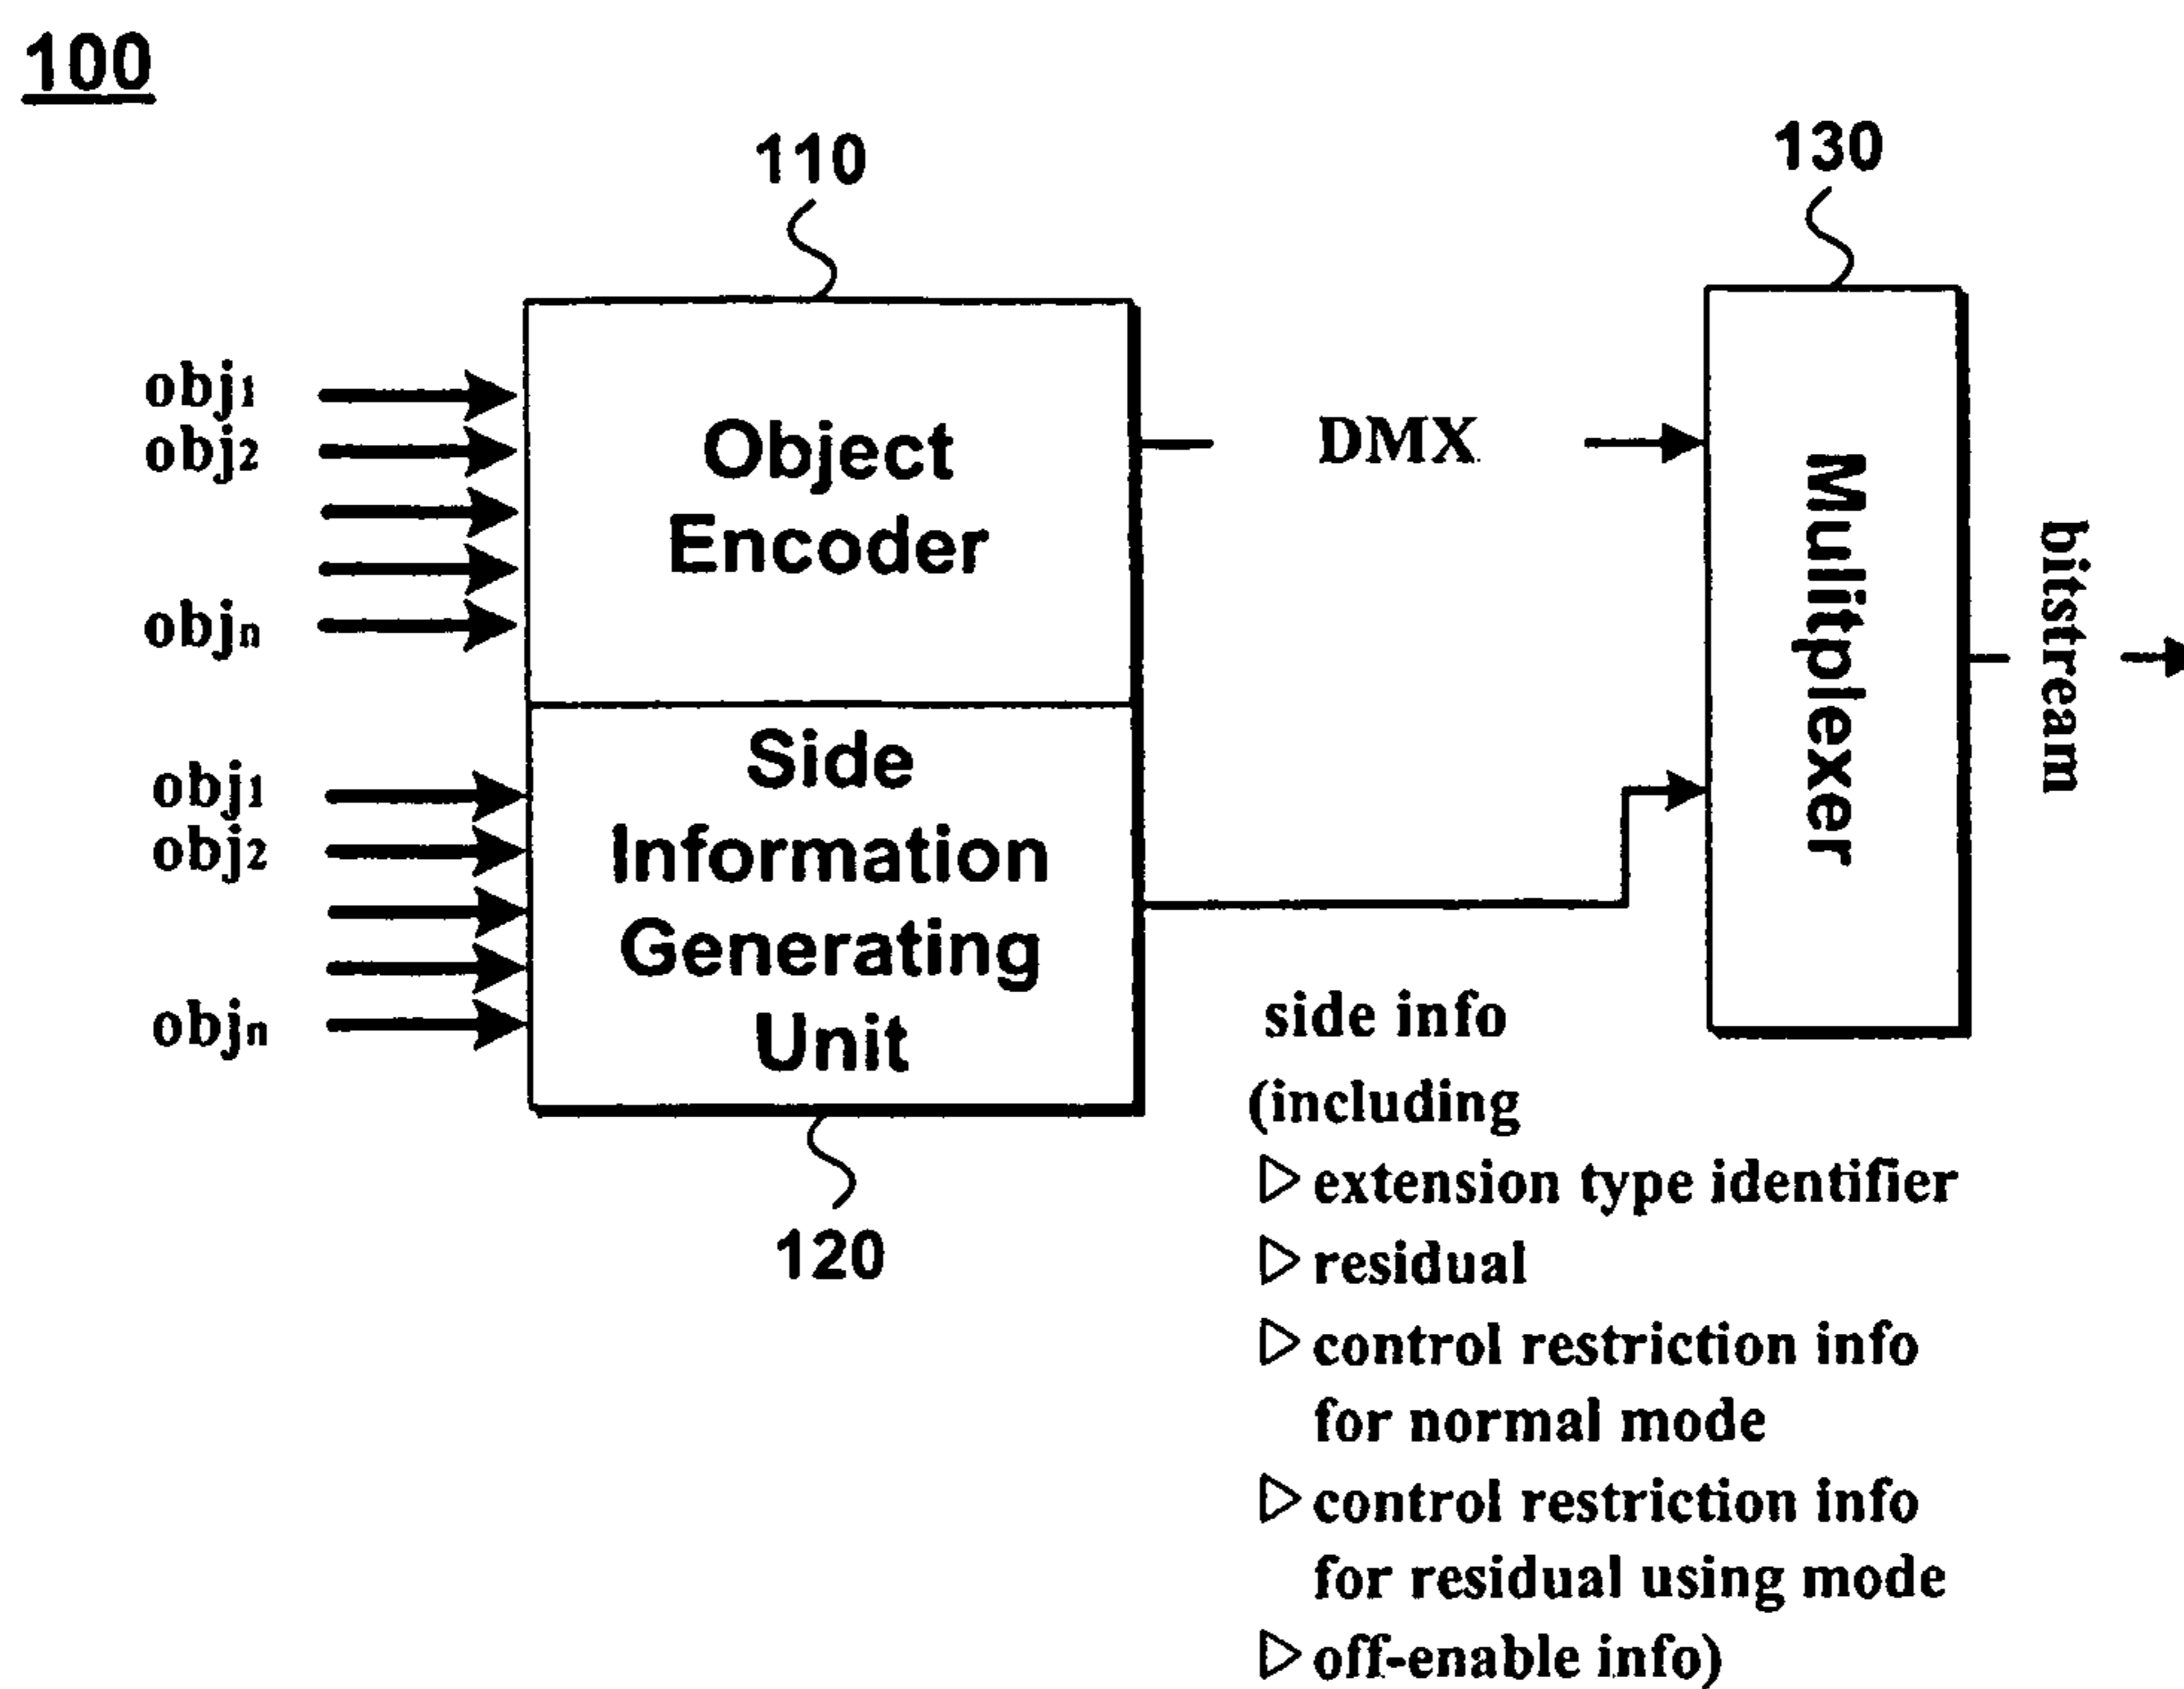 100
110
130
obj1
obj2
objn
Object
Encoder
DMX
Mulitplexer
bitstream
obj1
obj2
objn
Side
Information
Generating
Unit
120
side info
(including
▷ extension type identifier
▷ residual
▷ control restriction info
for normal mode
▷ control restriction info
for residual using mode
▷ off-enable info)